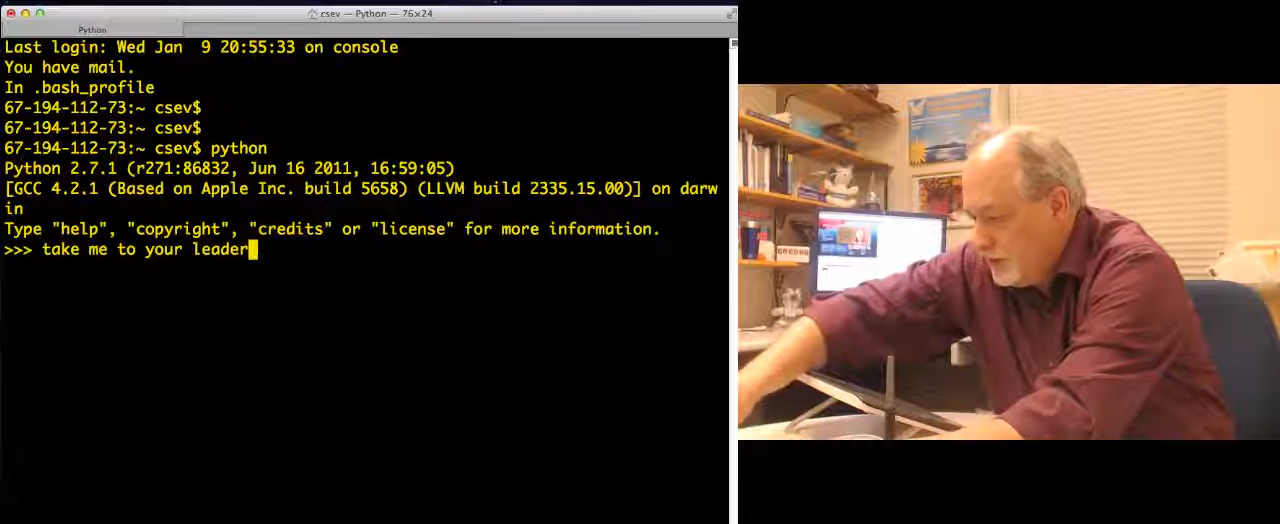 csev — Python — 76×24
Python
Last login: Wed Jan  9 20:55:33 on console
You have mail.
In .bash_profile
67-194-112-73:~ csev$
67-194-112-73:~ csev$
67-194-112-73:~ csev$ python
Python 2.7.1 (r271:86832, Jun 16 2011, 16:59:05)
[GCC 4.2.1 (Based on Apple Inc. build 5658) (LLVM build 2335.15.00)] on darw
in
Type "help", "copyright", "credits" or "license" for more information.
>>> take me to your leader